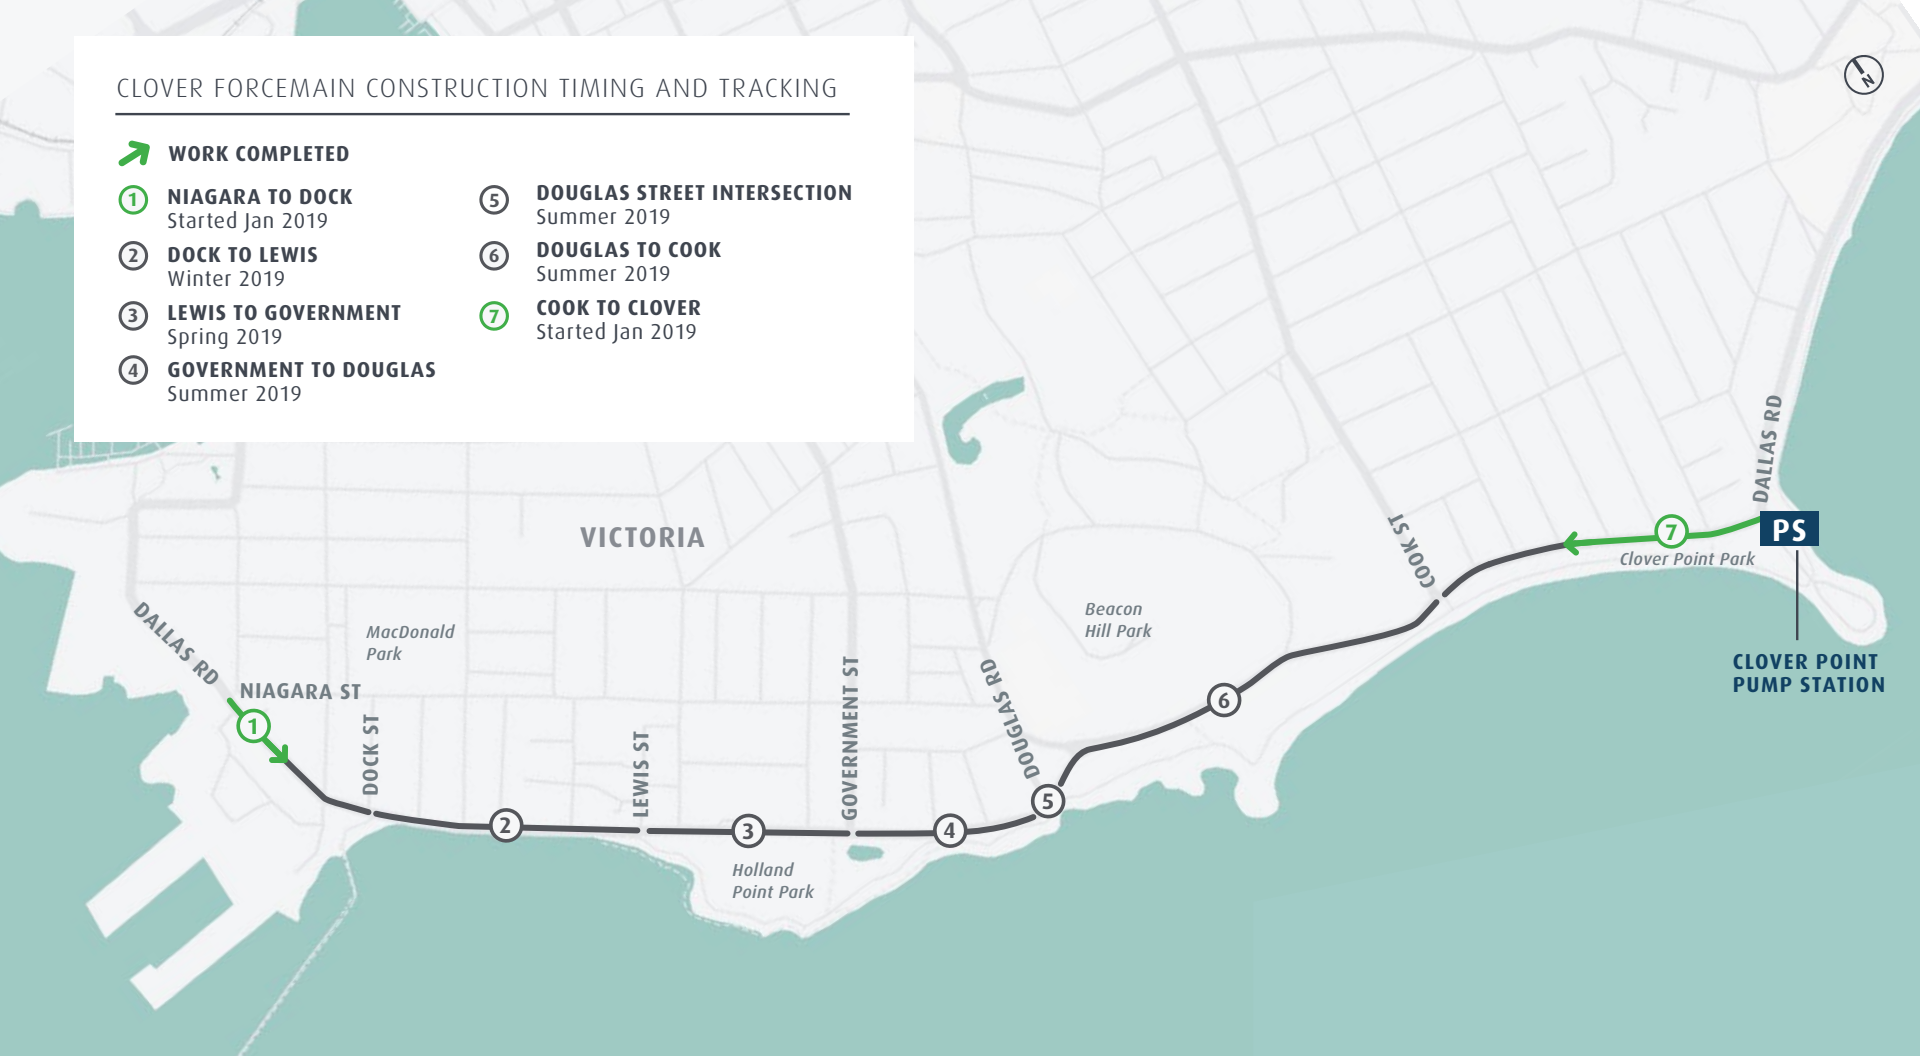 CLOVER FORCEMAIN CONSTRUCTION TIMING AND TRACKING
WORK COMPLETED
1
NIAGARA TO DOCK
Started Jan 2019
2
DOCK TO LEWIS
Winter 2019
3
LEWIS TO GOVERNMENT
Spring 2019
4
GOVERNMENT TO DOUGLAS
Summer 2019
5
DOUGLAS STREET INTERSECTION
Summer 2019
6
DOUGLAS TO COOK
Summer 2019
7
COOK TO CLOVER
Started Jan 2019
N
DALLAS RD
COOK ST
PS
7
Clover Point Park
VICTORIA
DALLAS RD
MacDonald
Park
Beacon
Hill Park
CLOVER POINT
PUMP STATION
NIAGARA ST
1
DOCK ST
LEWIS ST
GOVERNMENT ST
DOUGLAS RD
6
5
2
3
4
Holland
Point Park